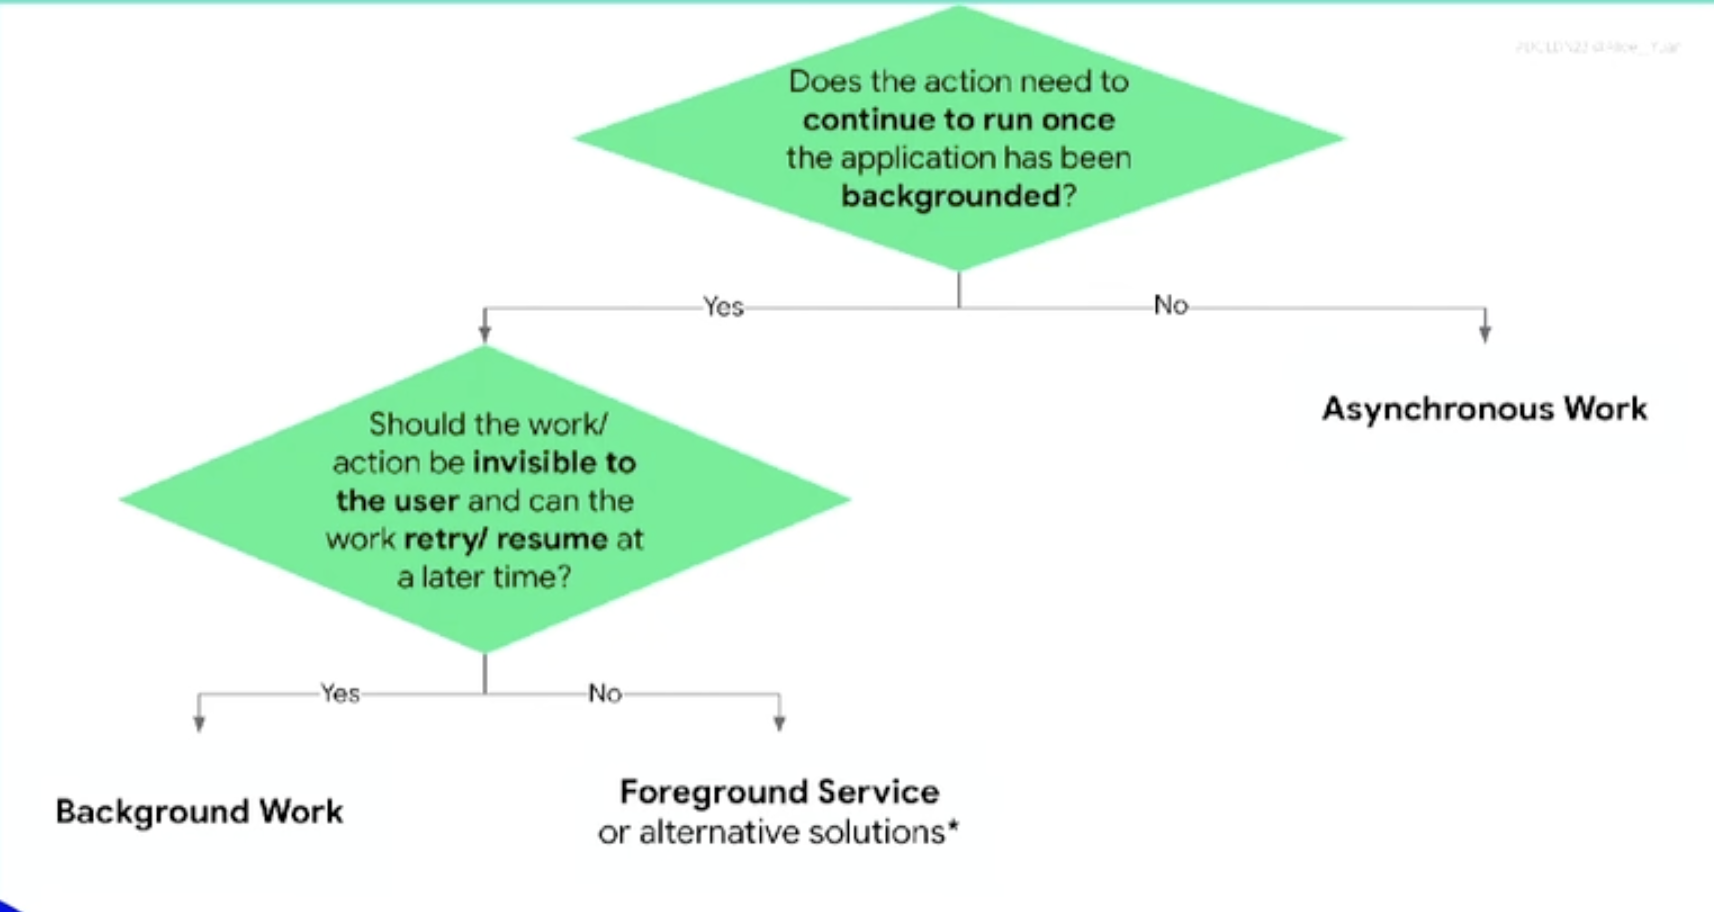 Does the action need to
continue to run once
the application has been
backgrounded?
Yes
No
Should the work/
action be invisible to
the user and can the
work retry/ resume at
a later time?
Asynchronous Work
Yes
No
Background Work
Foreground Service
or alternative solutions*